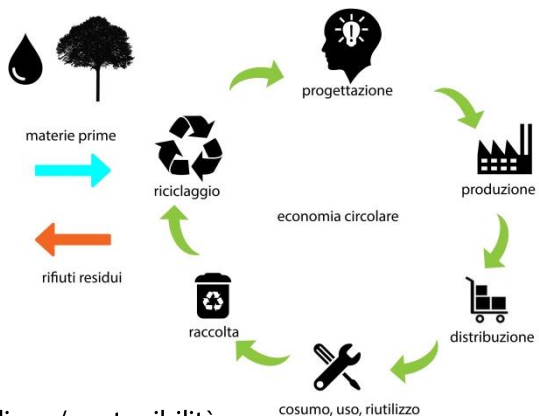 progettazione
materie prime
riciclaggio
produzione
economia circolare
rifiuti residui
raccolta
distribuzione
cosumo, uso, riutilizzo